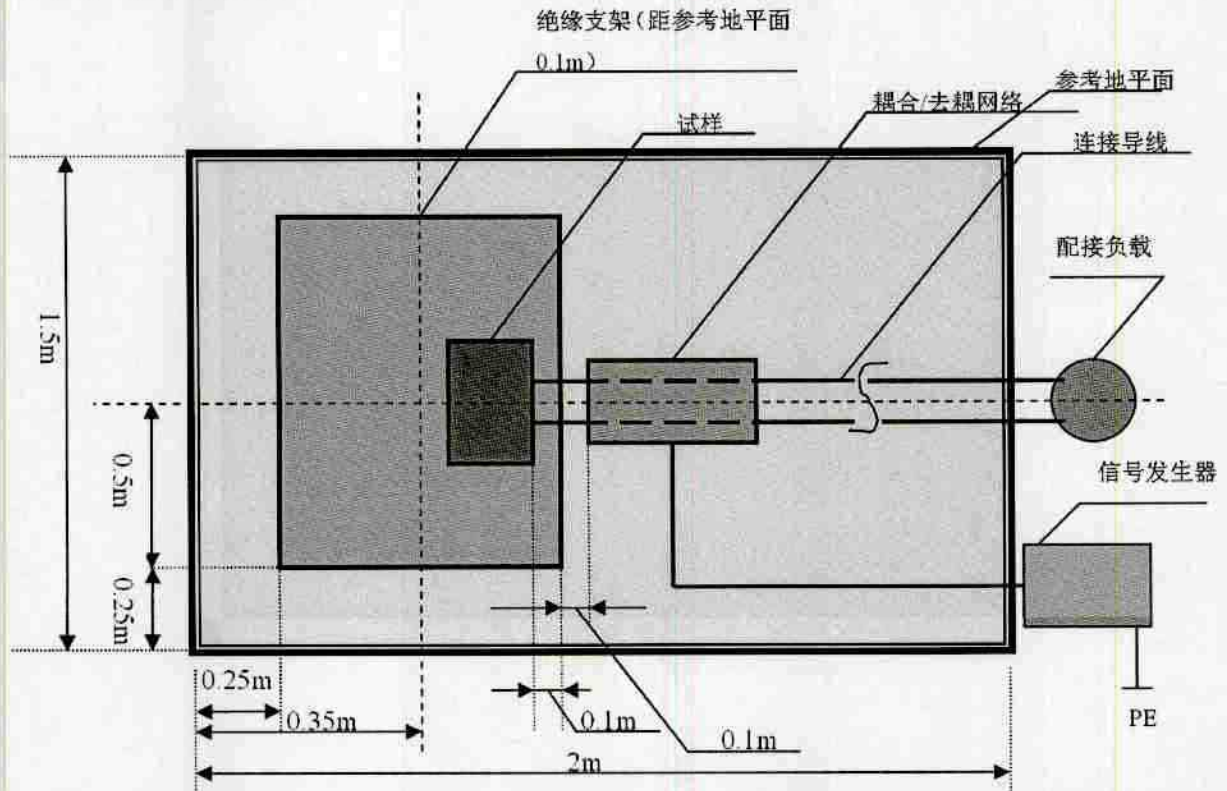 绝缘支架（距参考地平面
0.1m）
参考地平面
耦合/去耦网络
试样
连接导线
配接负载
1.5m
0.5m
信号发生器
0.25m
0.25m
0.35m
0.1m
0.1m
PE
2m